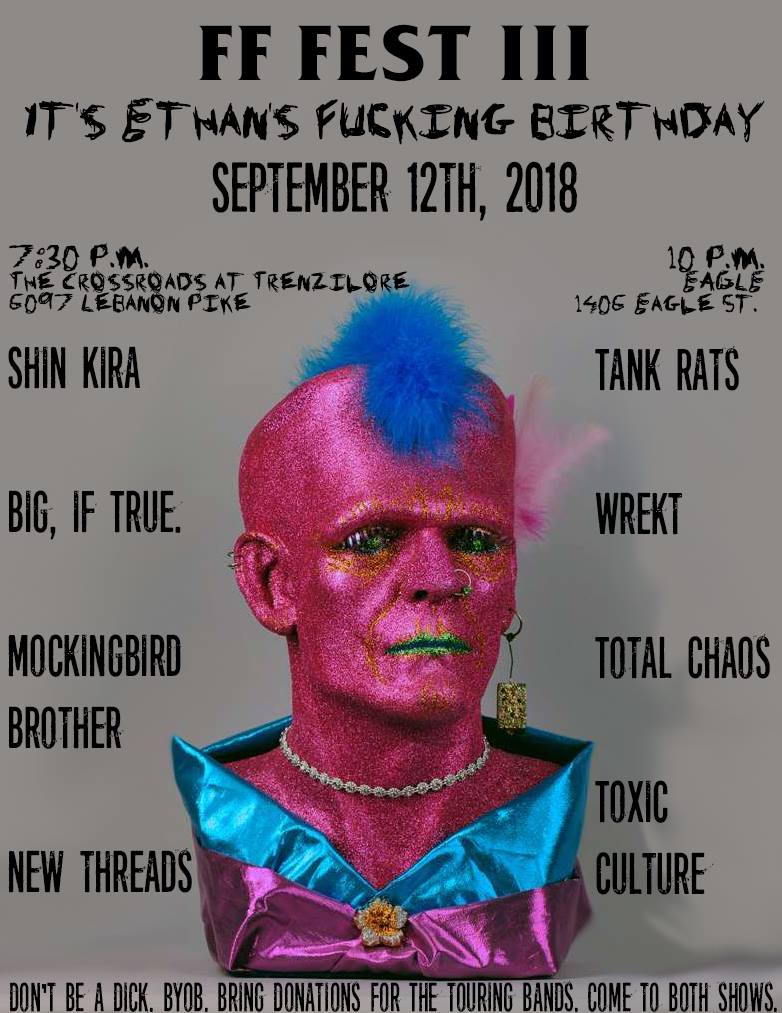 FF FEST III
IT'S ETHAN'S FUCKING BIRTHDAY
SEPTEMBER 12TH, 2018
7:30 P.M.
THE CROSSROADS AT TRENZILORE
6097 LEBANON PIKE
SHIN KIRA
BIG, IF TRUE.
MOCKINGBIRD
BROTHER
NEW THREADS
10 P.M.
EAGLE
1406 EAGLE ST.
TANK RATS
WREKT
TOTAL CHAOS
TOXIC
CULTURE
DON'T BE A DICK. BYOB. BRING DONATIONS FOR THE TOURING BANDS. COME TO BOTH SHOWS.